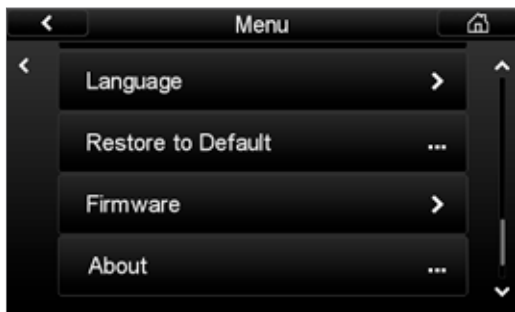 Menu
Language
Restore to Default
...
Firmware
About
...